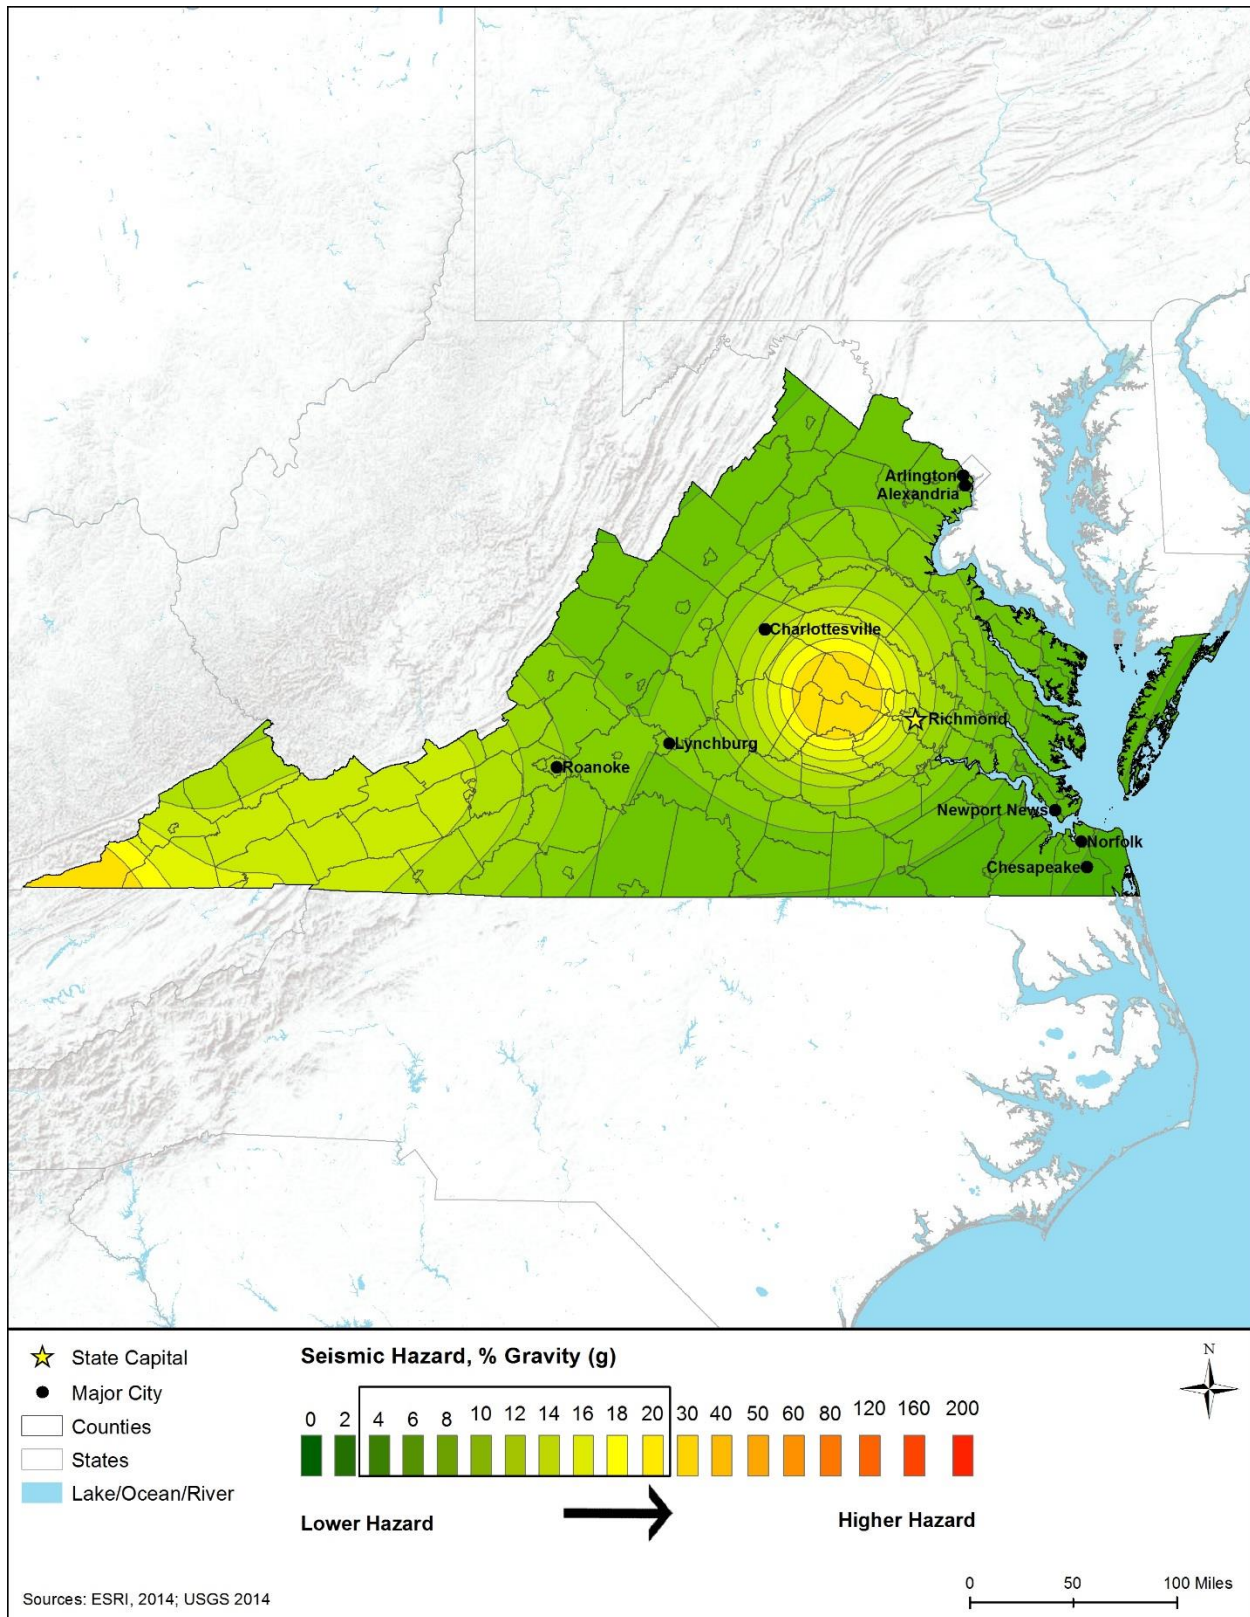 Arlington
Alexandria
Charlottesville
Richmond
Lynchburg
Roanoke
Newport News
Norfolk
Chesapeake
State Capital
Major City
Counties
States
Lake/Ocean/River
Seismic Hazard, % Gravity (g)
0 2 4 6 8 10 12 14 16 18 20 30 40 50 60 80 120 160 200
Lower Hazard
Higher Hazard
N
Sources: ESRI, 2014; USGS 2014
0 50 100 Miles